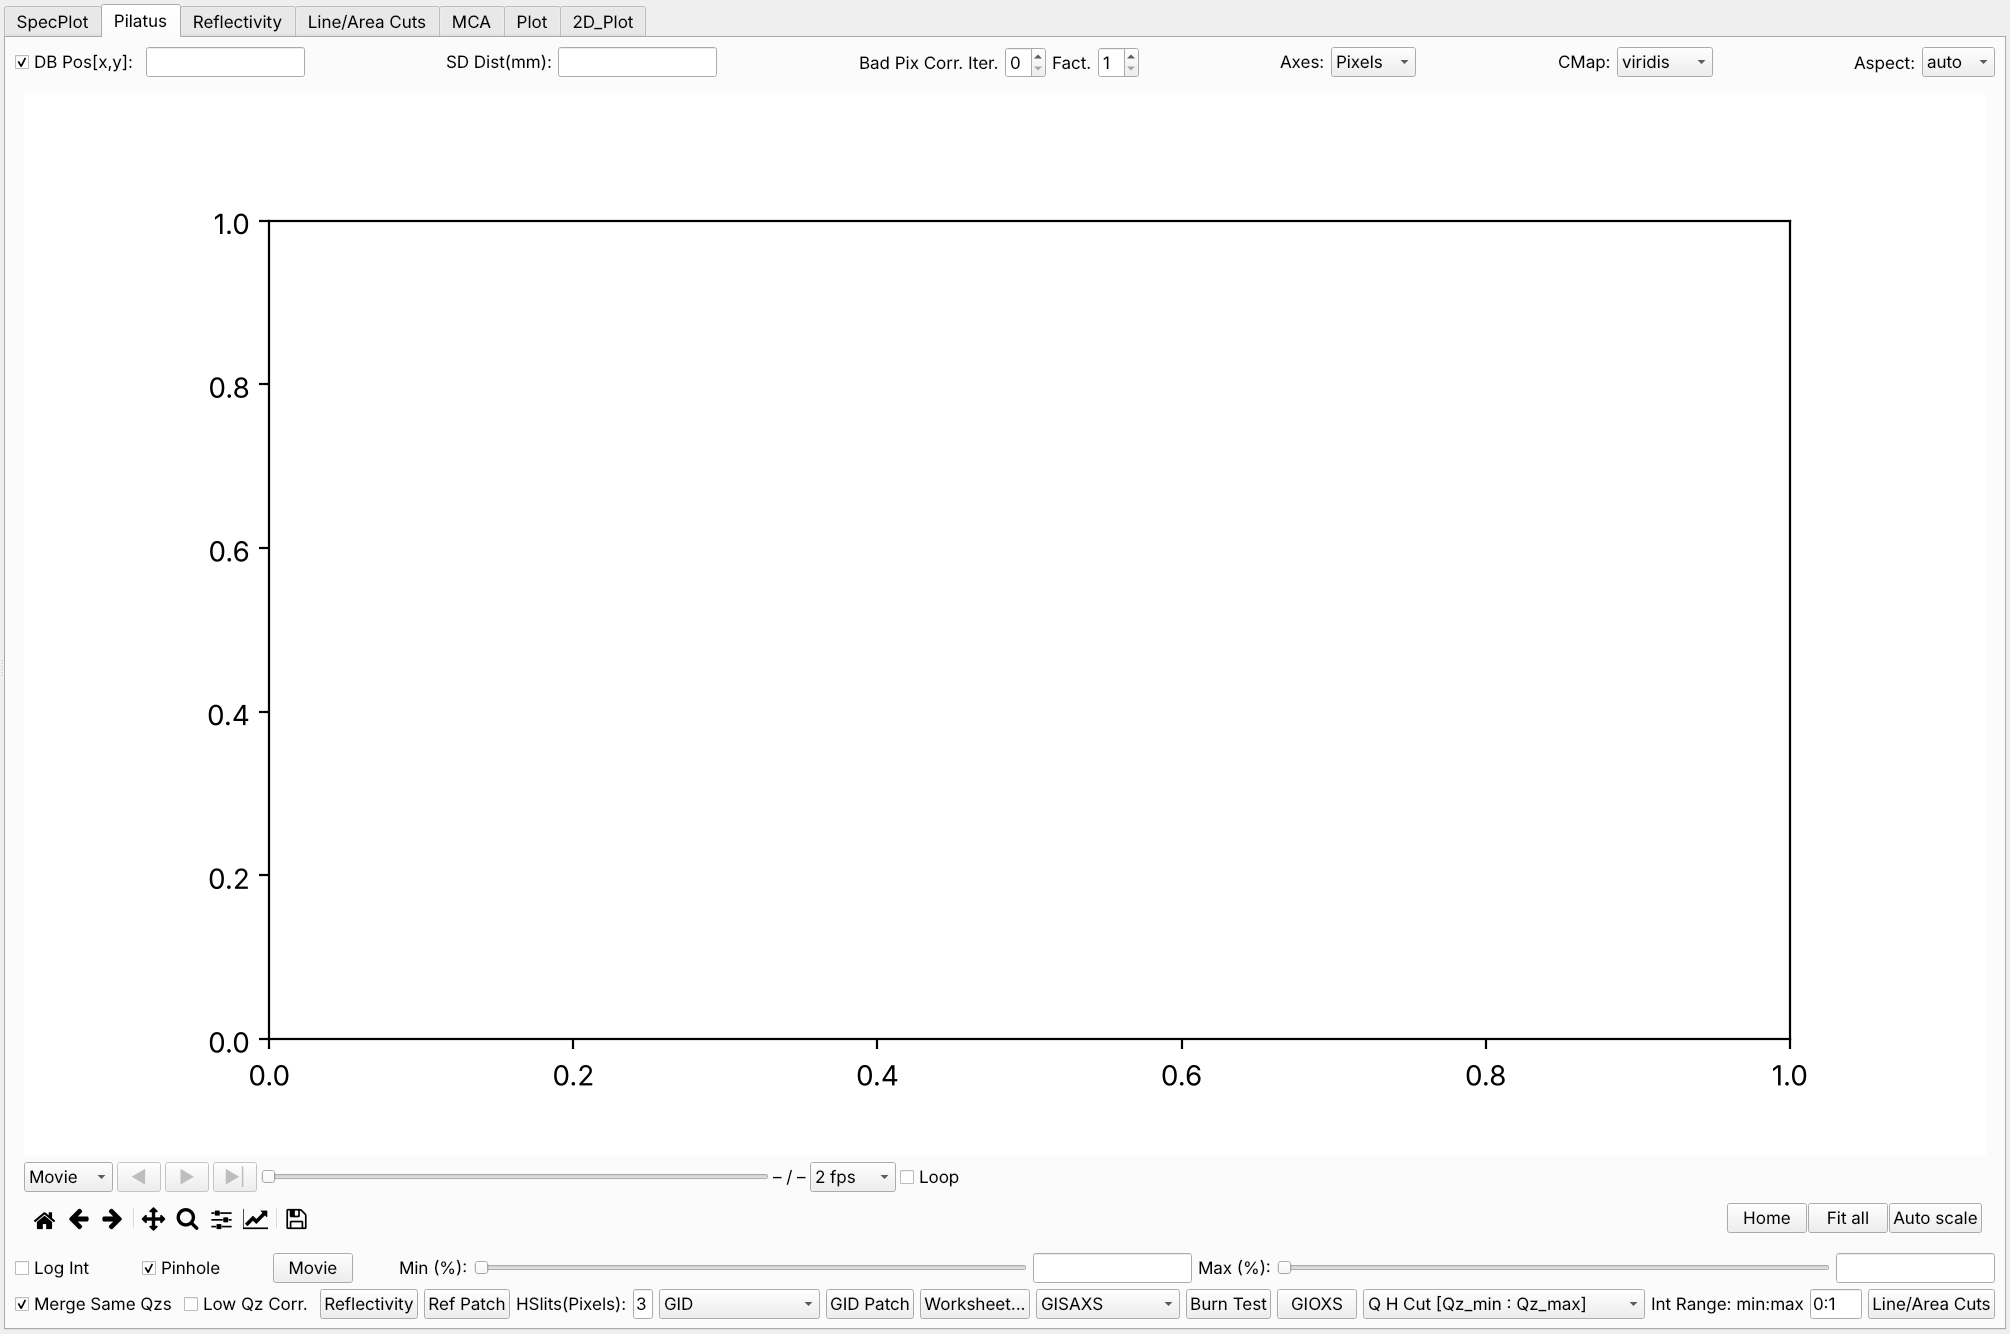 SpecPlot Pilatus Reflectivity Line/Area Cuts MCA Plot 2D_Plot
DB Pos[x,y]: SD Dist(mm): Bad Pix Corr. Iter. 0 Fact. 1 Axes: Pixels CMap: viridis Aspect: auto
1.0
0.8
0.6
0.4
0.2
0.0
0.0 0.2 0.4 0.6 0.8 1.0
Movie – / – 2 fps Loop
Home Fit all Auto scale
Log Int Pinhole Movie Min (%): Max (%):
Merge Same Qzs Low Qz Corr. Reflectivity Ref Patch HSlits(Pixels): 3 GID GID Patch Worksheet... GISAXS Burn Test GIOXS Q H Cut [Qz_min : Qz_max] Int Range: min:max 0:1 Line/Area Cuts